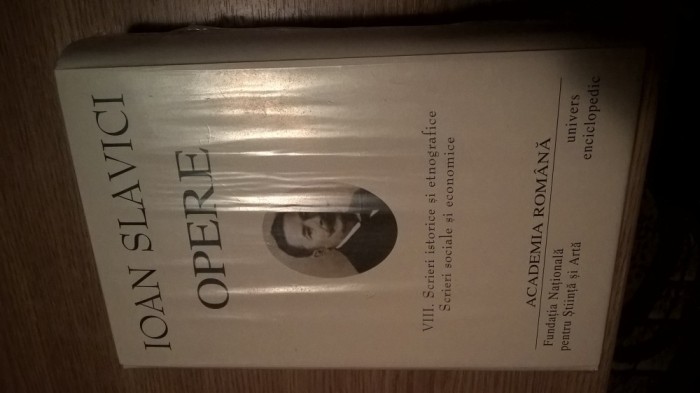 IOAN SLAVICI
OPERE
VIII. Scrieri istorice și etnografice
Scrieri sociale și economice
ACADEMIA ROMÂNĂ
Fundația Națională
pentru Știință și Artă
univers
enciclopedic